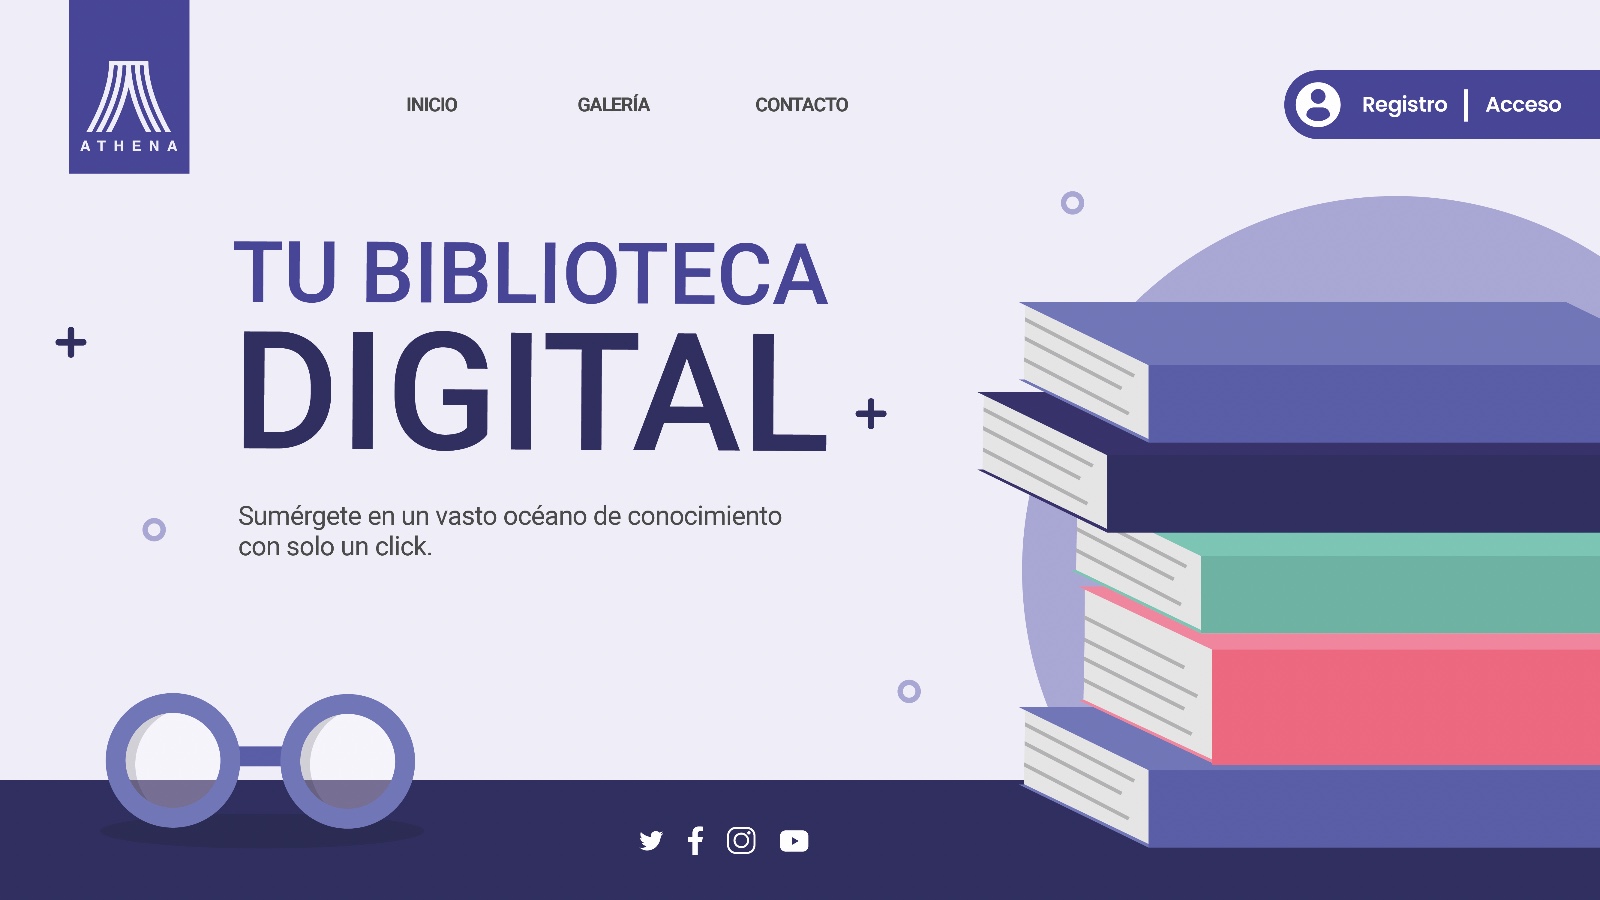 ATHENA
INICIO
GALERÍA
CONTACTO
Registro | Acceso
TU BIBLIOTECA
DIGITAL
Sumérgete en un vasto océano de conocimiento
con solo un click.